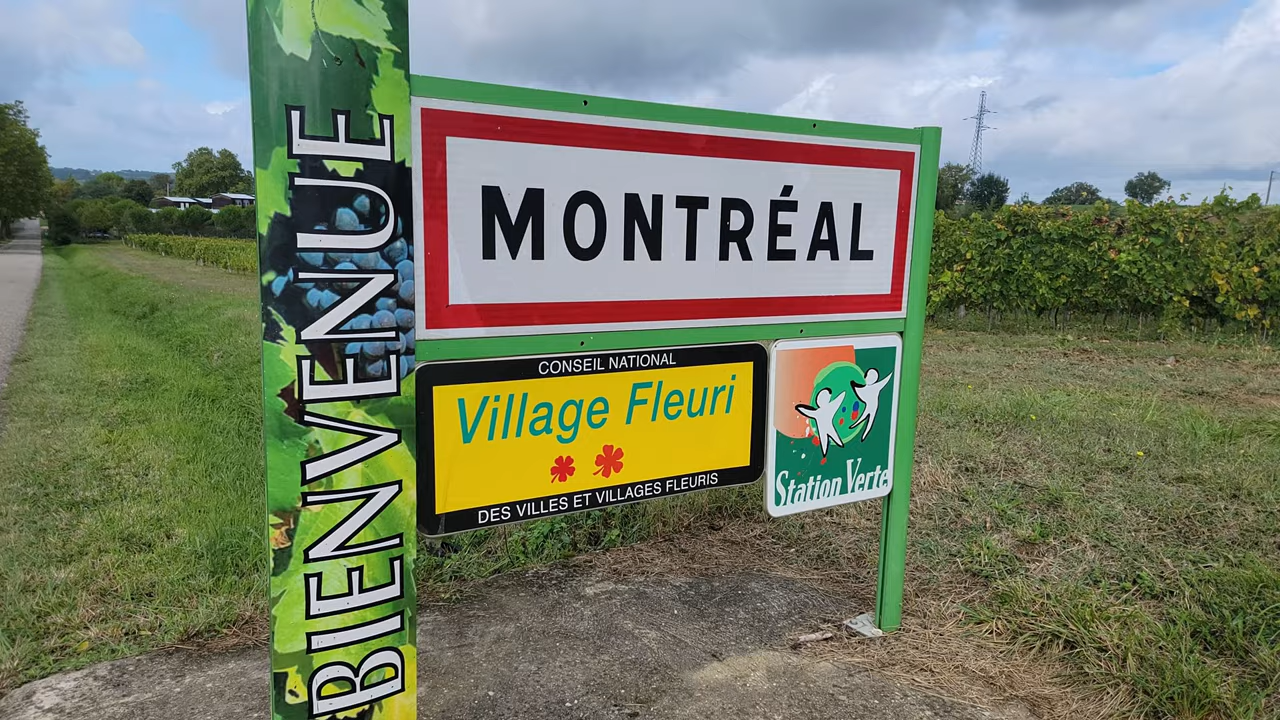 BIENVENUE
MONTRÉAL
CONSEIL NATIONAL
Village Fleuri
DES VILLES ET VILLAGES FLEURIS
Station Verte